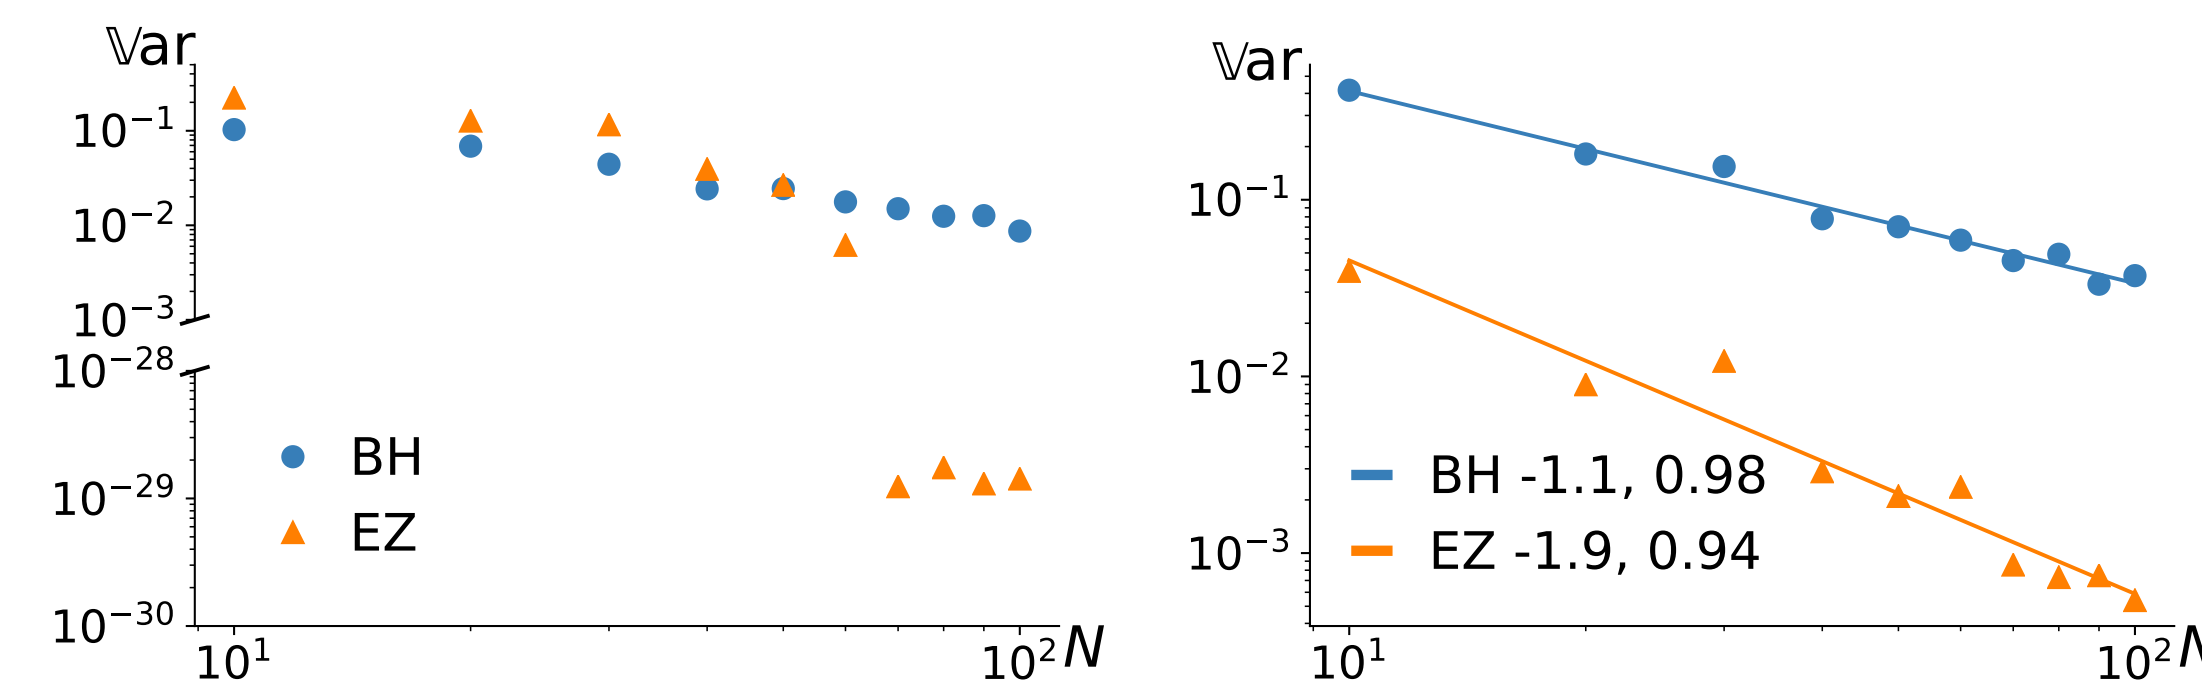 𝕍ar
10⁻¹
10⁻²
10⁻³
10⁻²⁸
10⁻²⁹
10⁻³⁰
BH
EZ
10¹
10²
N
𝕍ar
10⁻¹
10⁻²
10⁻³
BH -1.1, 0.98
EZ -1.9, 0.94
10¹
10²
N